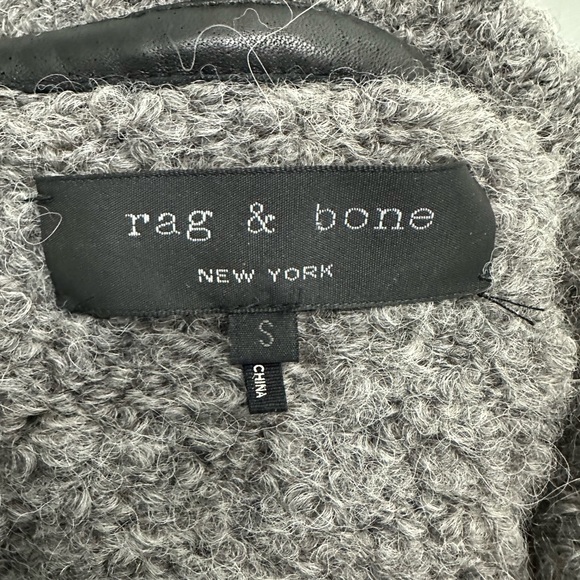 rag & bone
NEW YORK
S
CHINA